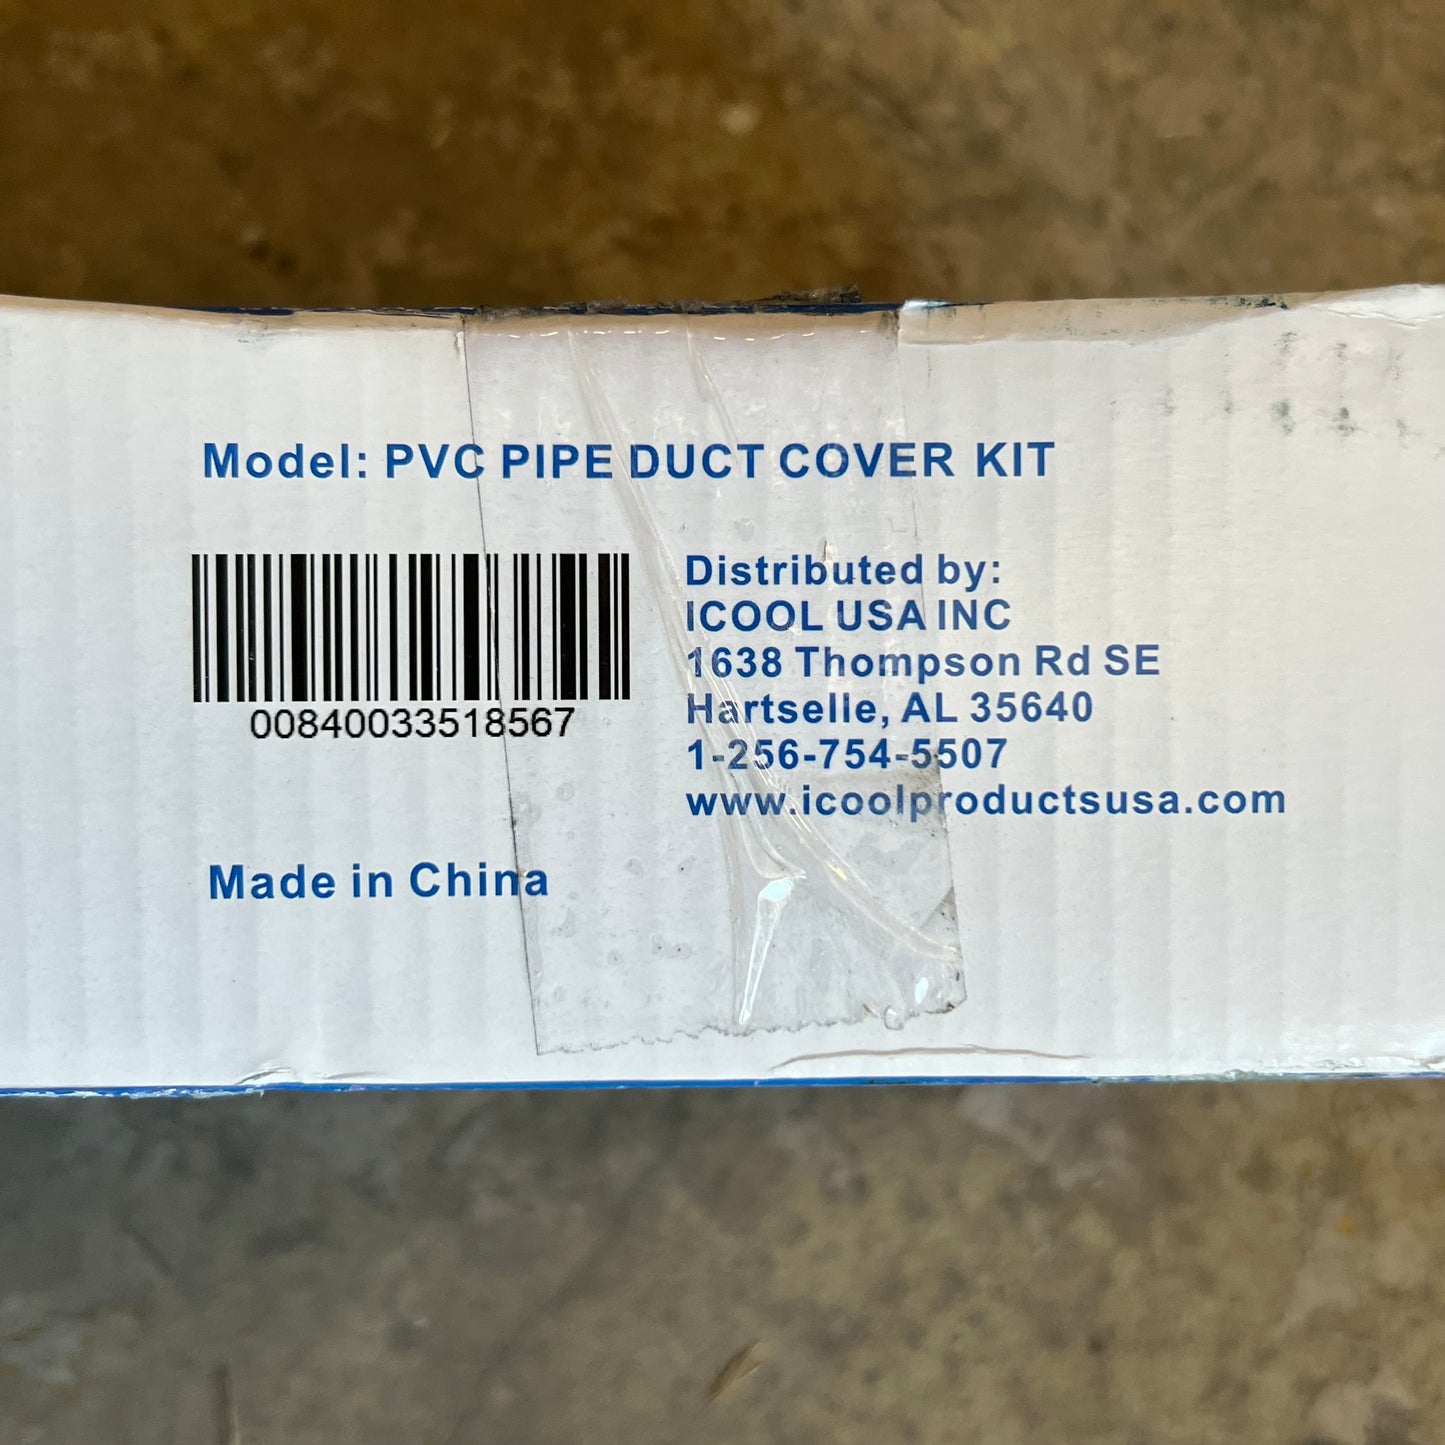 Model: PVC PIPE DUCT COVER KIT
00840033518567
Distributed by:
ICOOL USA INC
1638 Thompson Rd SE
Hartselle, AL 35640
1-256-754-5507
www.icoolproductsusa.com
Made in China